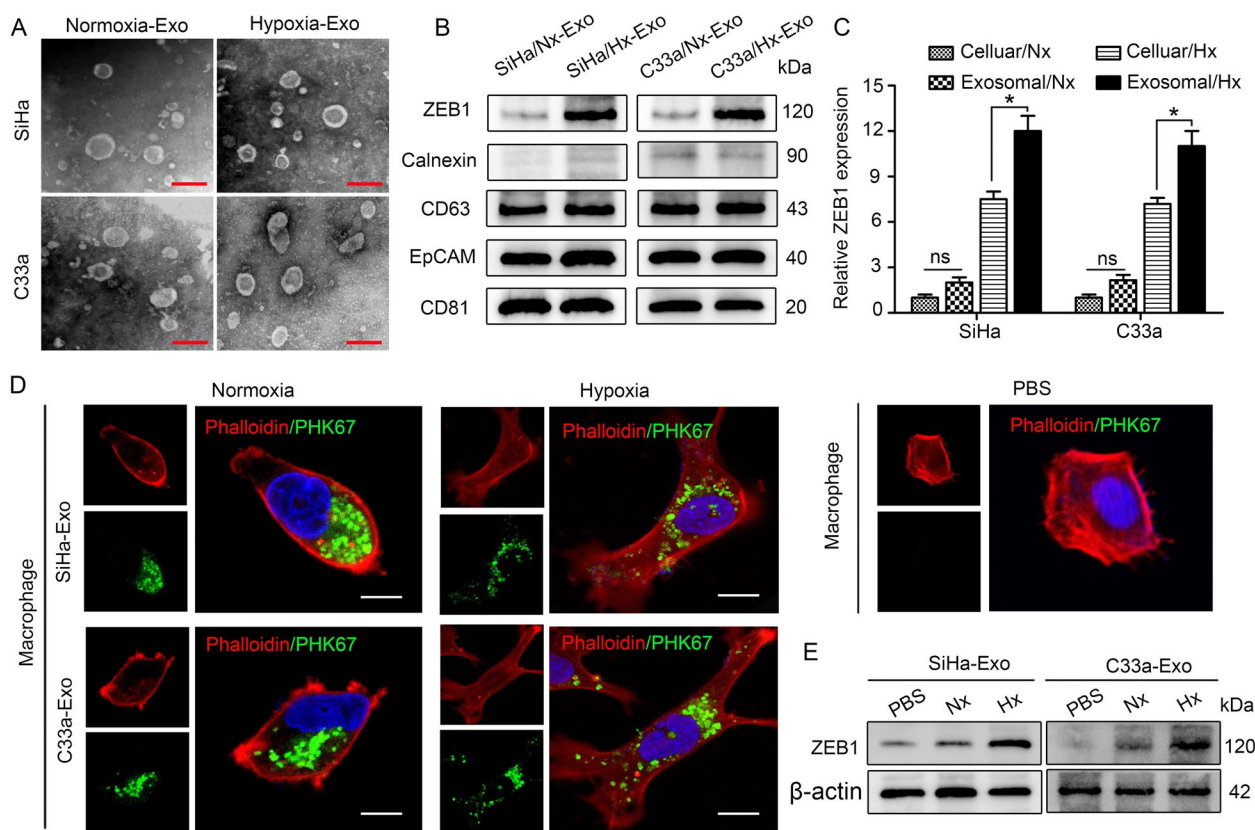 A
Normoxia-Exo
Hypoxia-Exo
SiHa
C33a
B
SiHa/Nx-Exo
SiHa/Hx-Exo
C33a/Nx-Exo
C33a/Hx-Exo
kDa
ZEB1
120
Calnexin
90
CD63
43
EpCAM
40
CD81
20
C
Celluar/Nx
Celluar/Hx
Exosomal/Nx
Exosomal/Hx
Relative ZEB1 expression
15
12
9
6
3
0
ns
*
ns
*
SiHa
C33a
D
Normoxia
Hypoxia
PBS
Macrophage
SiHa-Exo
Phalloidin/PHK67
Phalloidin/PHK67
C33a-Exo
Phalloidin/PHK67
Phalloidin/PHK67
Macrophage
Phalloidin/PHK67
E
SiHa-Exo
C33a-Exo
PBS
Nx
Hx
PBS
Nx
Hx
kDa
ZEB1
120
β-actin
42